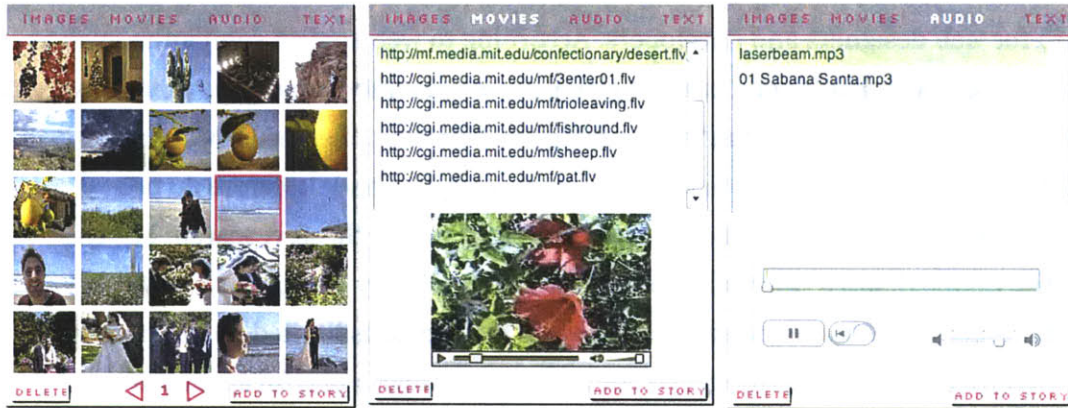 IMAGES MOVIES AUDIO TEXT
1
DELETE ADD TO STORY
IMAGES MOVIES AUDIO TEXT
http://mf.media.mit.edu/confectionary/desert.flv
http://cgi.media.mit.edu/mf/3enter01.flv
http://cgi.media.mit.edu/mf/trioleaving.flv
http://cgi.media.mit.edu/mf/fishround.flv
http://cgi.media.mit.edu/mf/sheep.flv
http://cgi.media.mit.edu/mf/pat.flv
DELETE ADD TO STORY
IMAGES MOVIES AUDIO TEXT
laserbeam.mp3
01 Sabana Santa.mp3
DELETE ADD TO STORY